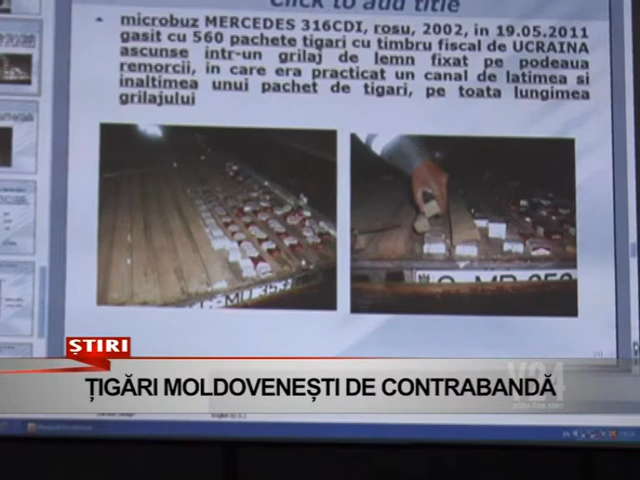 Click to add title
microbuz MERCEDES 316CDI, rosu, 2002, in 19.05.2011
gasit cu 560 pachete tigari cu timbru fiscal de UCRAINA
ascunse intr-un grilaj de lemn fixat pe podeaua
remorcii, in care era practicat un canal de latimea si
inaltimea unui pachet de tigari, pe toata lungimea
grilajului
ȘTIRI
ȚIGĂRI MOLDOVENEȘTI DE CONTRABANDĂ
V24
EN